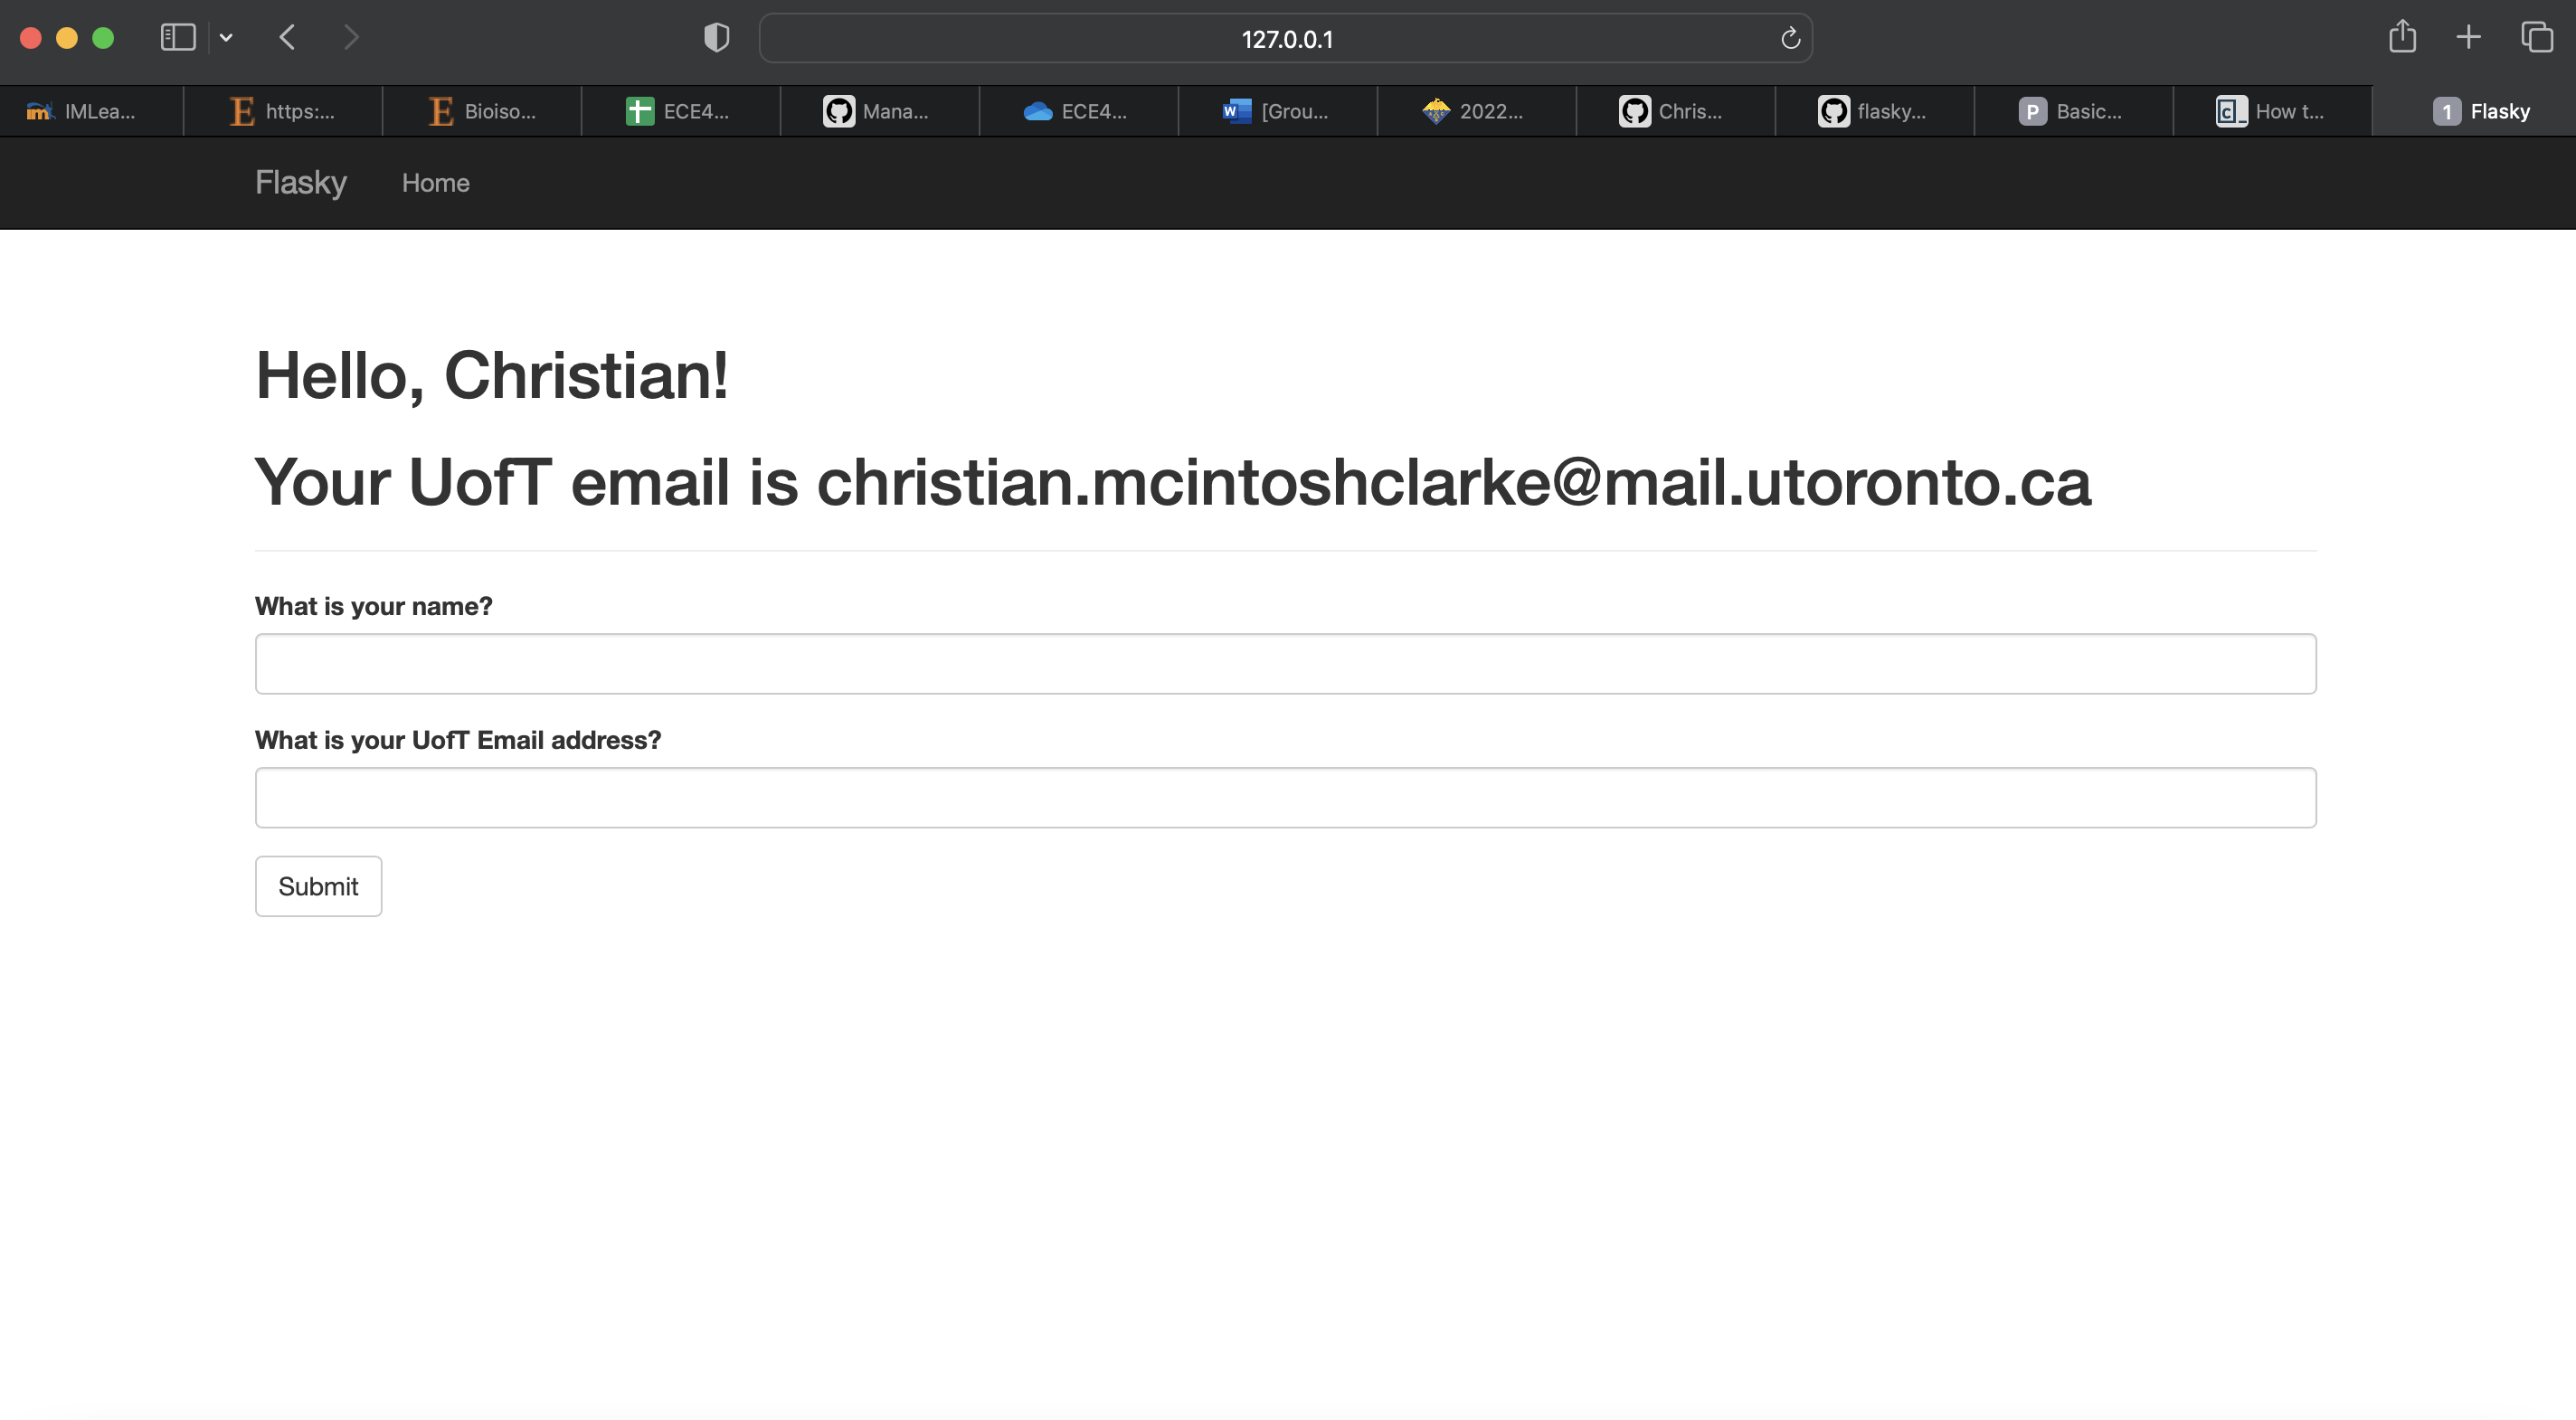 127.0.0.1
IMLea... https:... Bioiso... ECE4... Mana... ECE4... [Grou... 2022... Chris... flasky... P Basic... How t... 1 Flasky
Flasky Home
Hello, Christian!
Your UofT email is christian.mcintoshclarke@mail.utoronto.ca
What is your name?
What is your UofT Email address?
Submit